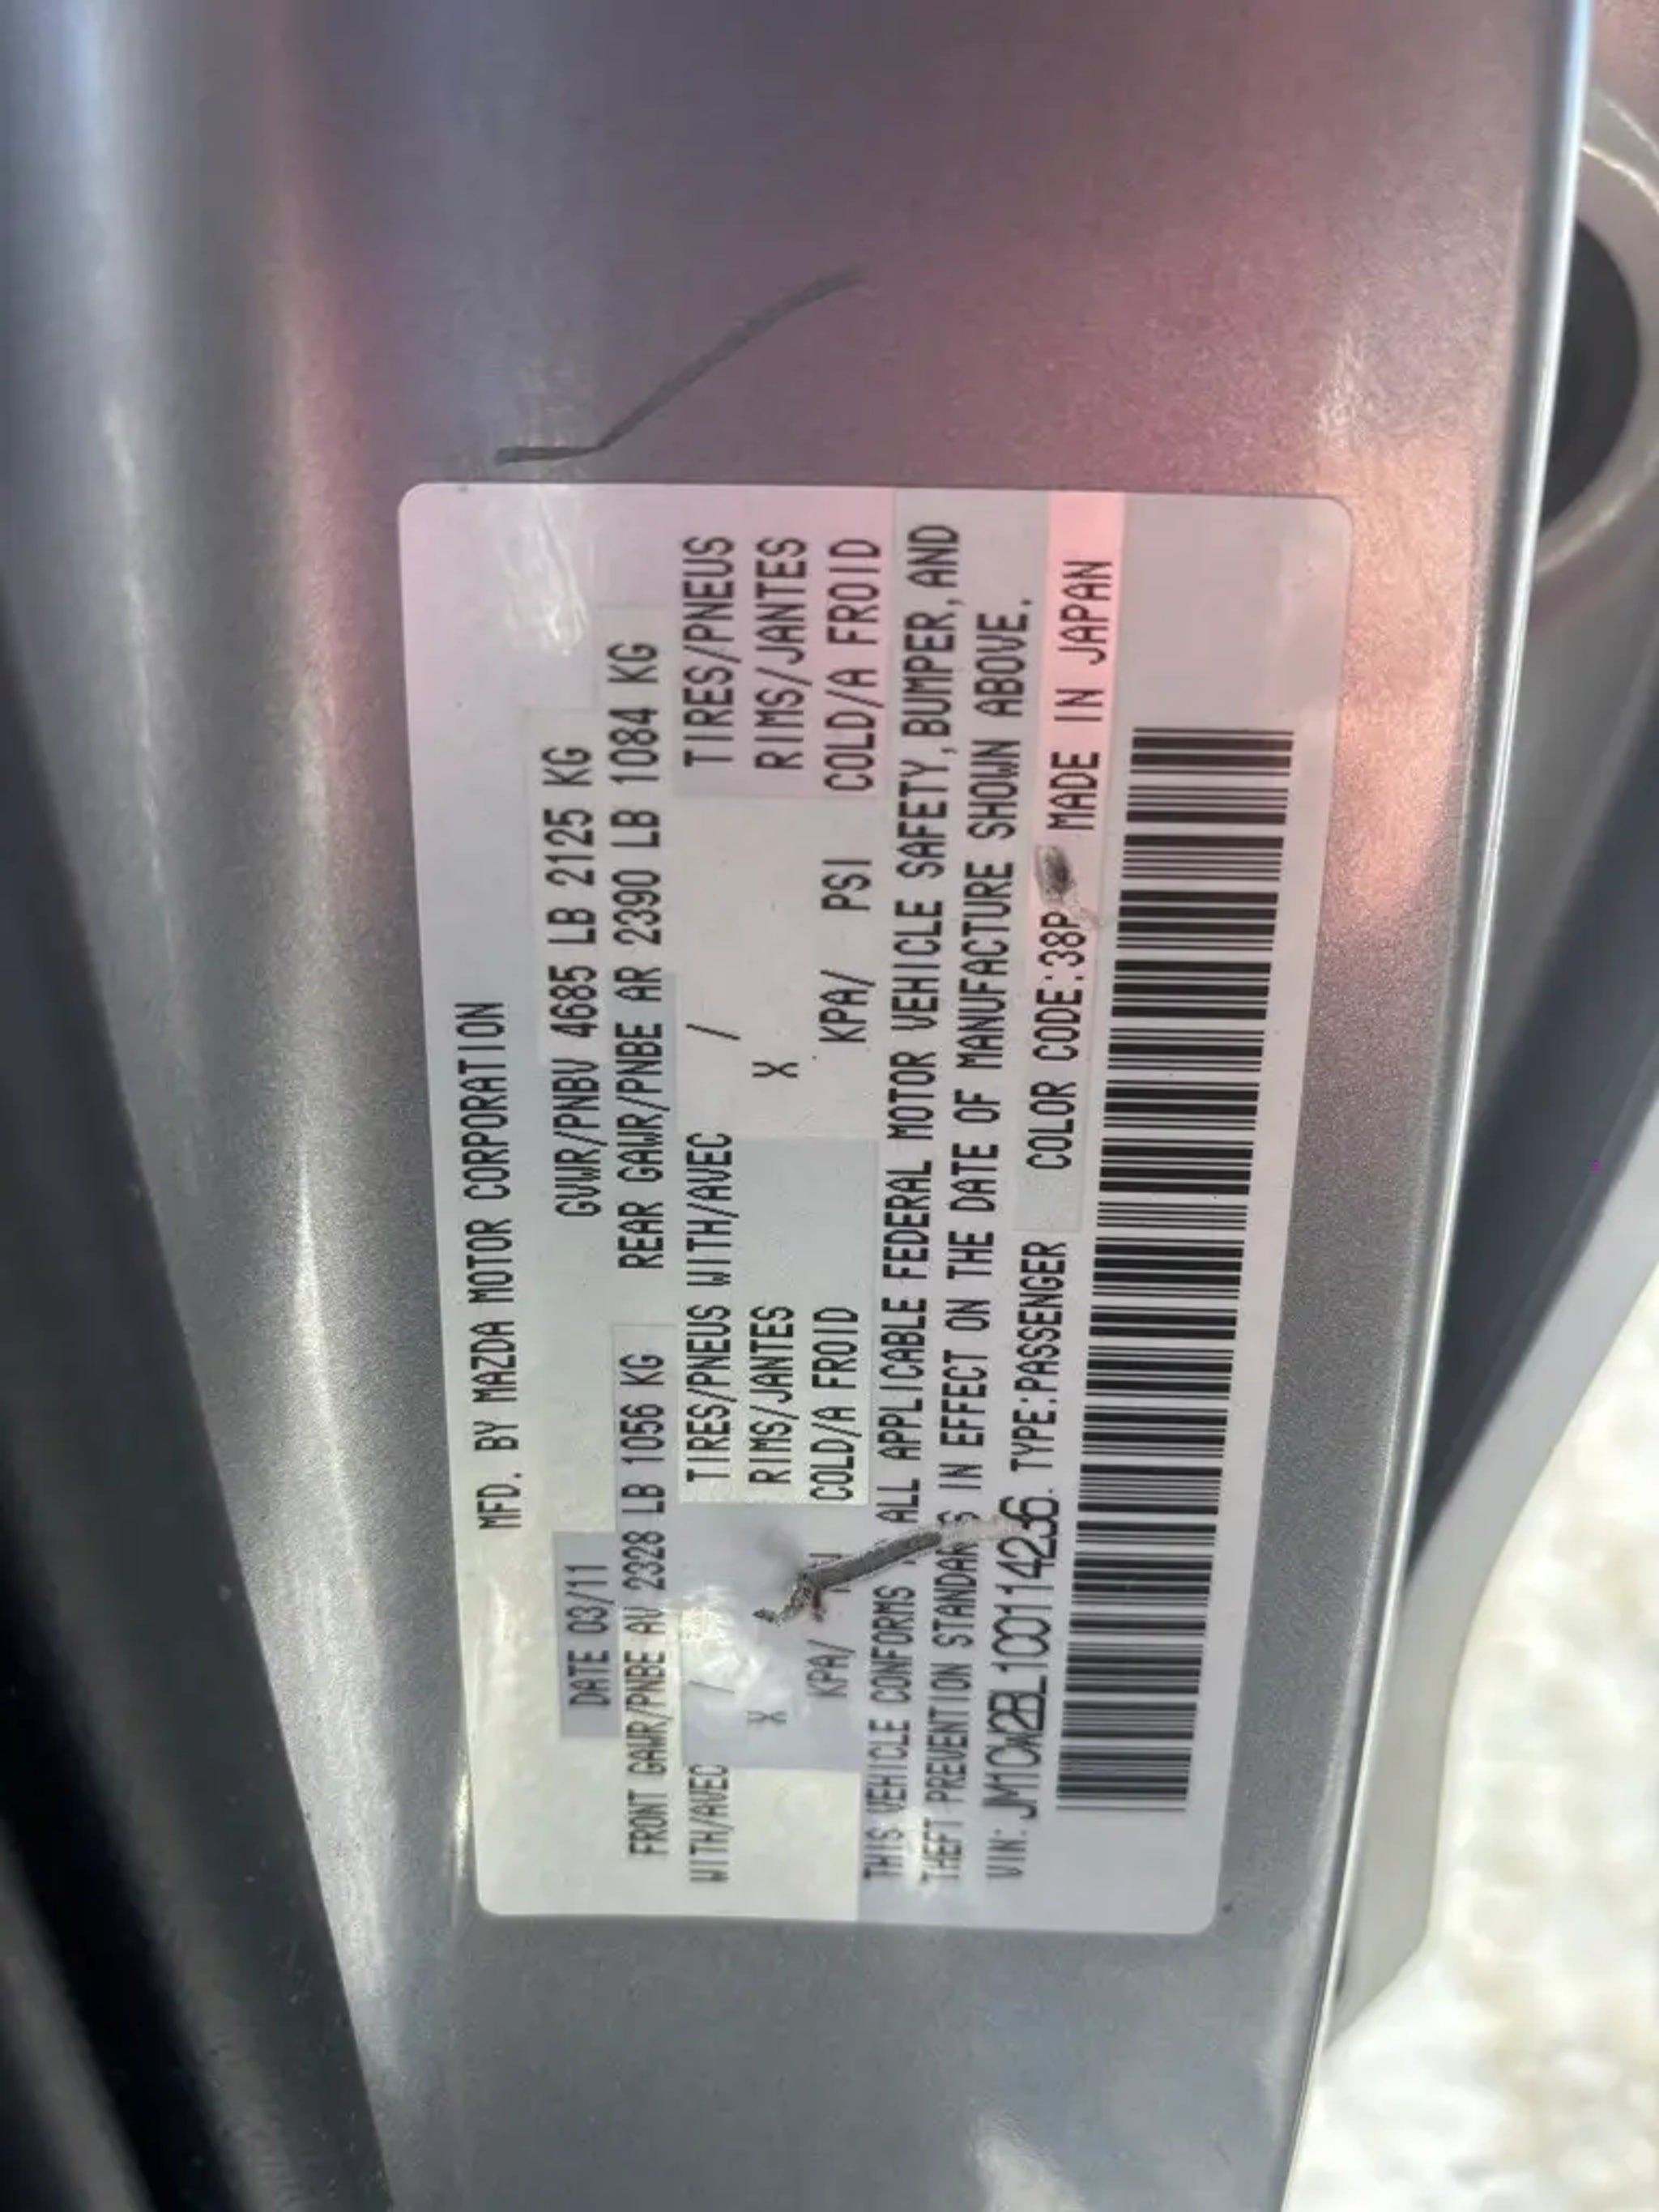 MFD. BY MAZDA MOTOR CORPORATION
DATE 03/11 GVWR/PNBV 4685 LB 2125 KG
FRONT GAWR/PNBE AV 2328 LB 1056 KG REAR GAWR/PNBE AR 2390 LB 1084 KG
WITH/AVEC / TIRES/PNEUS WITH/AVEC / TIRES/PNEUS
X RIMS/JANTES X RIMS/JANTES
KPA/ COLD/A FROID KPA/ PSI COLD/A FROID
THIS VEHICLE CONFORMS ALL APPLICABLE FEDERAL MOTOR VEHICLE SAFETY, BUMPER, AND
THEFT PREVENTION STANDARDS IN EFFECT ON THE DATE OF MANUFACTURE SHOWN ABOVE.
VIN: JM1CW2BL1C0114236 TYPE:PASSENGER COLOR CODE:38P MADE IN JAPAN